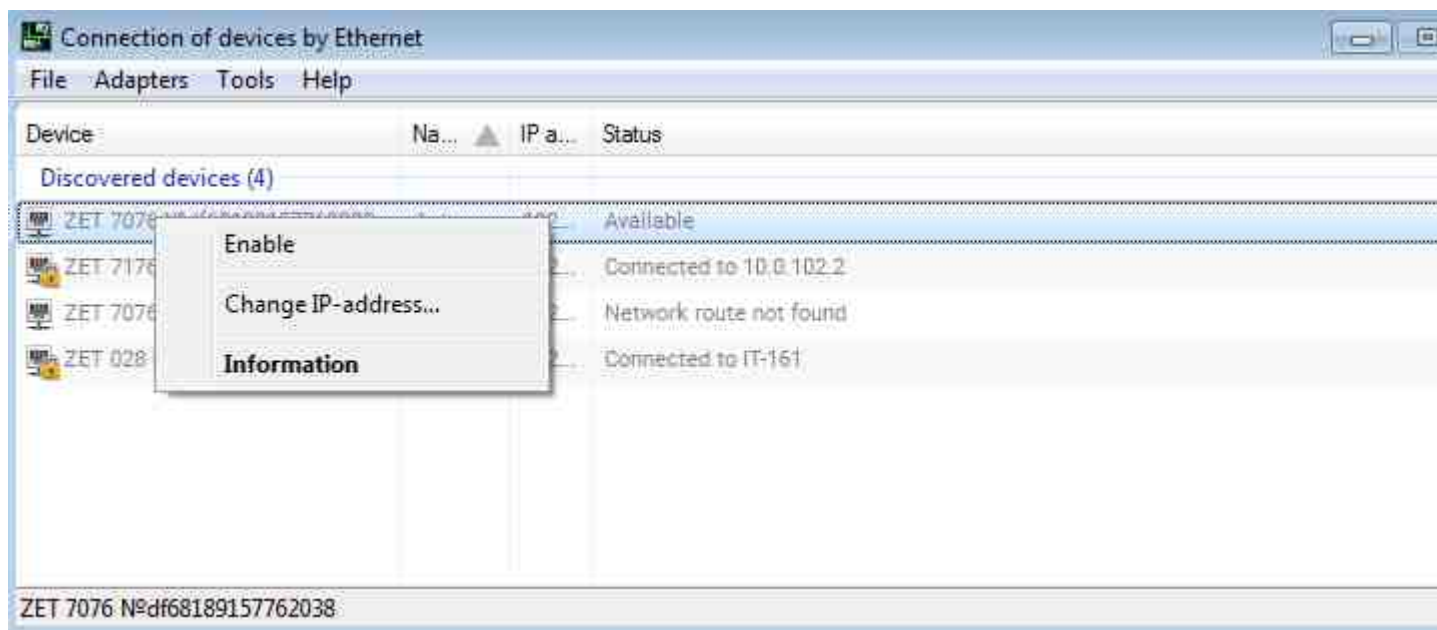 Connection of devices by Ethernet
File Adapters Tools Help
Device Na... IP a... Status
Discovered devices (4)
ZET 7076 Available
ZET 7176 Connected to 10.0.102.2
ZET 7076 Network route not found
ZET 028 Connected to IT-161
Enable
Change IP-address...
Information
ZET 7076 №df68189157762038